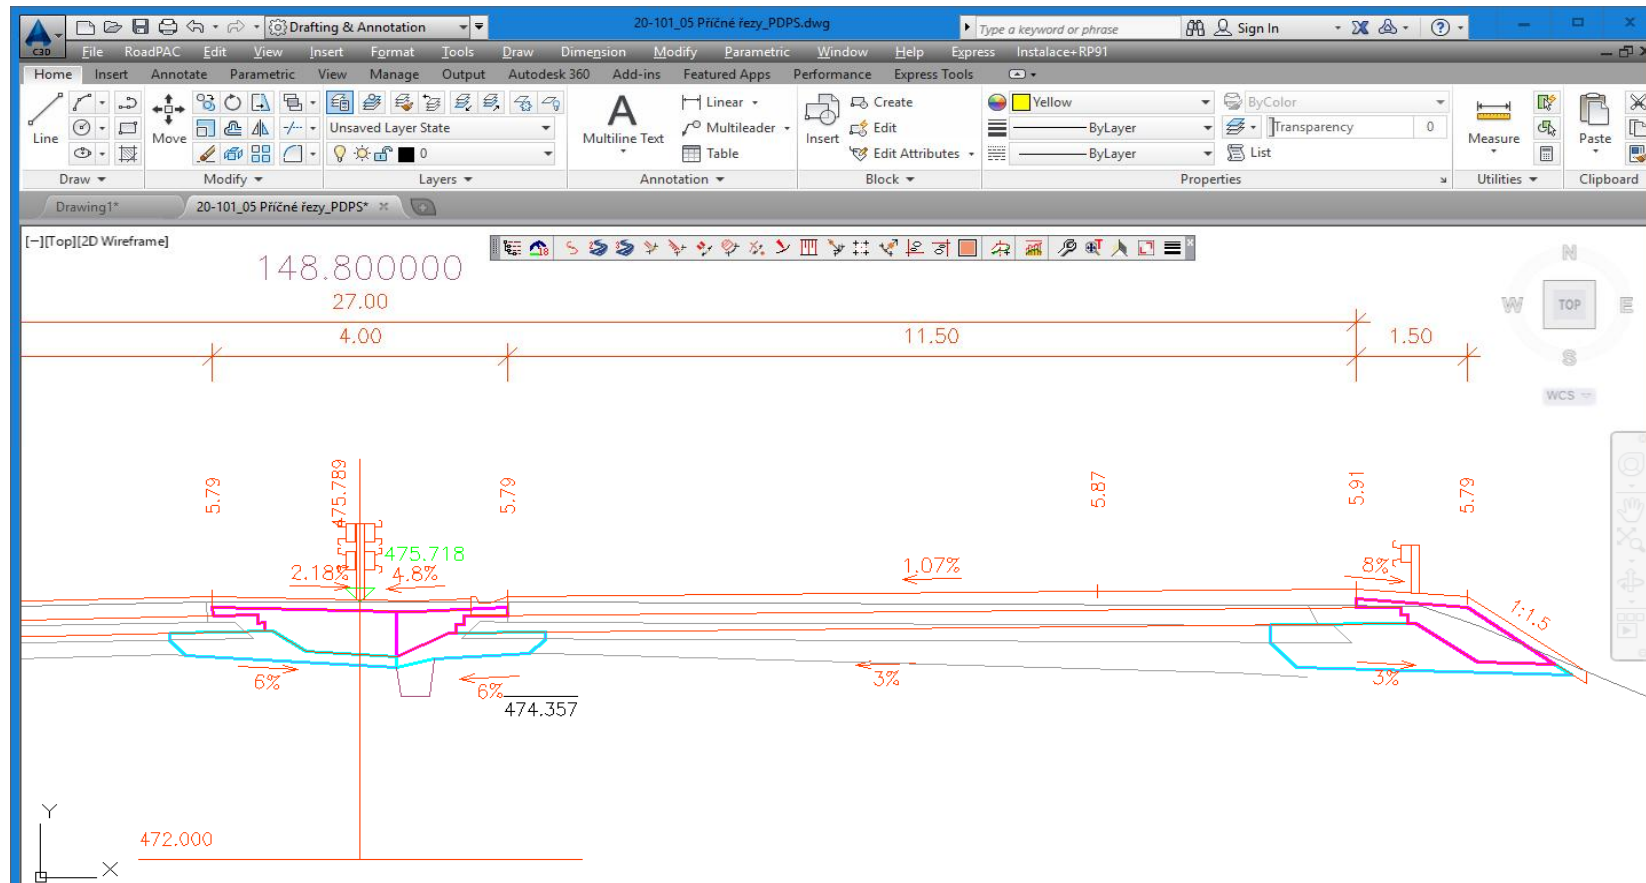 Drafting & Annotation
20-101_05 Příčné řezy_PDPS.dwg
Type a keyword or phrase
Sign In
C3D
File RoadPAC Edit View Insert Format Tools Draw Dimension Modify Parametric Window Help Express Instalace+RP91
Home Insert Annotate Parametric View Manage Output Autodesk 360 Add-ins Featured Apps Performance Express Tools
Line
Move
Unsaved Layer State
0
A
Multiline Text
Linear
Multileader
Table
Insert
Create
Edit
Edit Attributes
Yellow
ByLayer
ByLayer
ByColor
Transparency 0
List
Measure
Paste
Draw Modify Layers Annotation Block Properties Utilities Clipboard
Drawing1* 20-101_05 Příčné řezy_PDPS*
[−][Top][2D Wireframe]
148.800000
27.00
4.00 11.50 1.50
N
W TOP E
S
WCS
5.79 475.789 5.79 5.87 5.91 5.79
475.718
2.18% 4.8% 1.07% 8%
1:1.5
6% 6% 3% 3%
474.357
472.000
Y
X